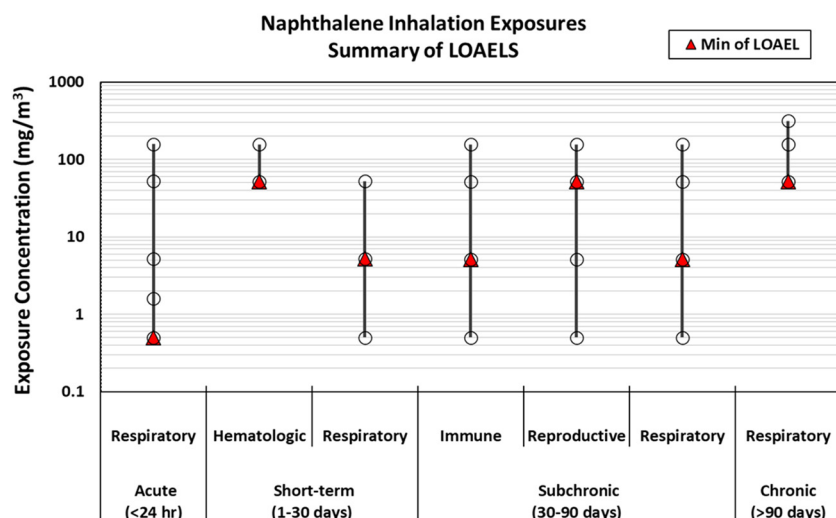 Naphthalene Inhalation Exposures
Summary of LOAELS
Min of LOAEL
Exposure Concentration (mg/m³)
1000
100
10
1
0.1
Respiratory Hematologic Respiratory Immune Reproductive Respiratory Respiratory
Acute Short-term Subchronic Chronic
(<24 hr) (1-30 days) (30-90 days) (>90 days)